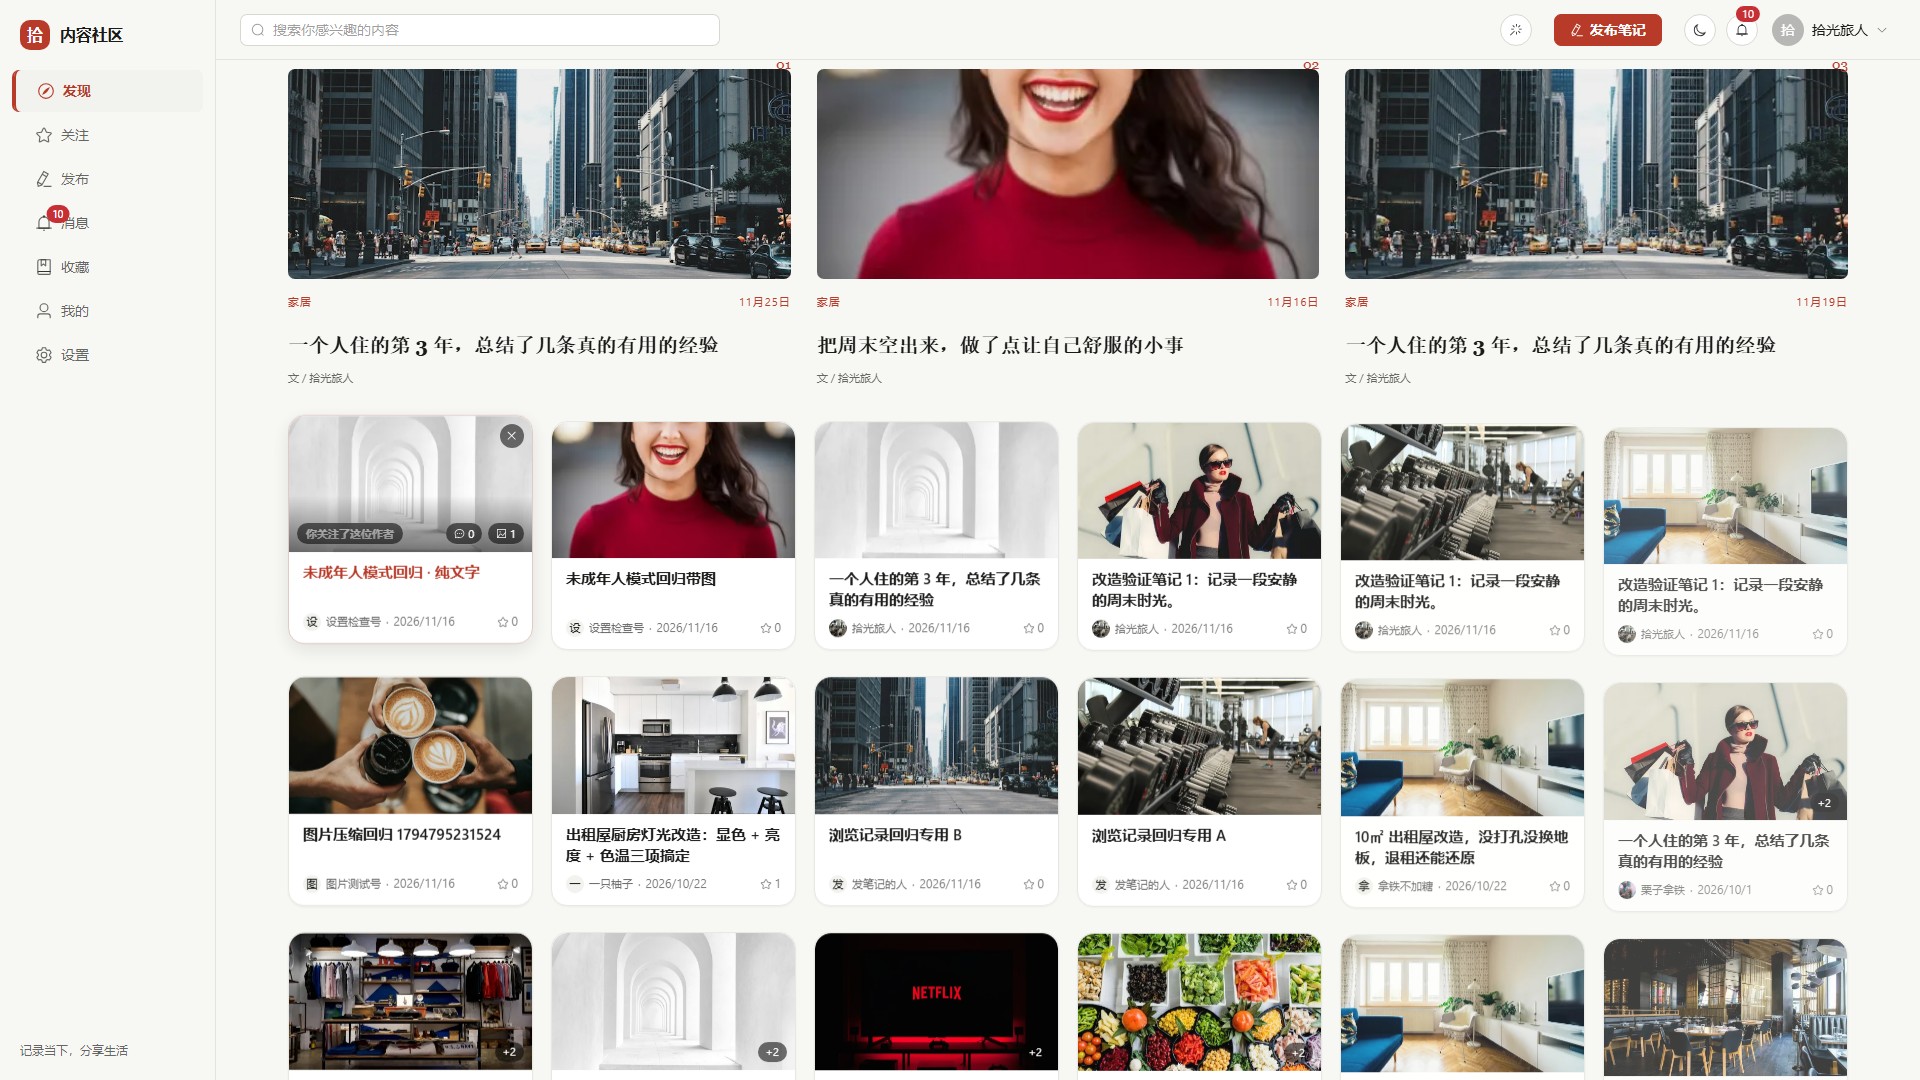 拾 内容社区
搜索你感兴趣的内容
发布笔记
10
拾 拾光旅人
发现
关注
发布
10
消息
收藏
我的
设置
记录当下，分享生活
01
02
03
家居 11月25日
一个人住的第 3 年，总结了几条真的有用的经验
文 / 拾光旅人
家居 11月16日
把周末空出来，做了点让自己舒服的小事
文 / 拾光旅人
家居 11月19日
一个人住的第 3 年，总结了几条真的有用的经验
文 / 拾光旅人
你关注了这位作者 0 1
未成年人模式回归 · 纯文字
设 设置检查号 · 2026/11/16 0
未成年人模式回归带图
设 设置检查号 · 2026/11/16 0
一个人住的第 3 年，总结了几条
真的有用的经验
拾光旅人 · 2026/11/16 0
改造验证笔记 1：记录一段安静
的周末时光。
拾光旅人 · 2026/11/16 0
改造验证笔记 1：记录一段安静
的周末时光。
拾光旅人 · 2026/11/16 0
改造验证笔记 1：记录一段安静
的周末时光。
拾光旅人 · 2026/11/16 0
图片压缩回归 1794795231524
图 图片测试号 · 2026/11/16 0
出租屋厨房灯光改造：显色 + 亮
度 + 色温三项搞定
一 一只柚子 · 2026/10/22 1
浏览记录回归专用 B
发 发笔记的人 · 2026/11/16 0
浏览记录回归专用 A
发 发笔记的人 · 2026/11/16 0
10㎡ 出租屋改造，没打孔没换地
板，退租还能还原
拿 拿铁不加糖 · 2026/10/22 0
+2
一个人住的第 3 年，总结了几条
真的有用的经验
栗子拿铁 · 2026/10/1 0
+2
+2
NETFLIX
+2
+2